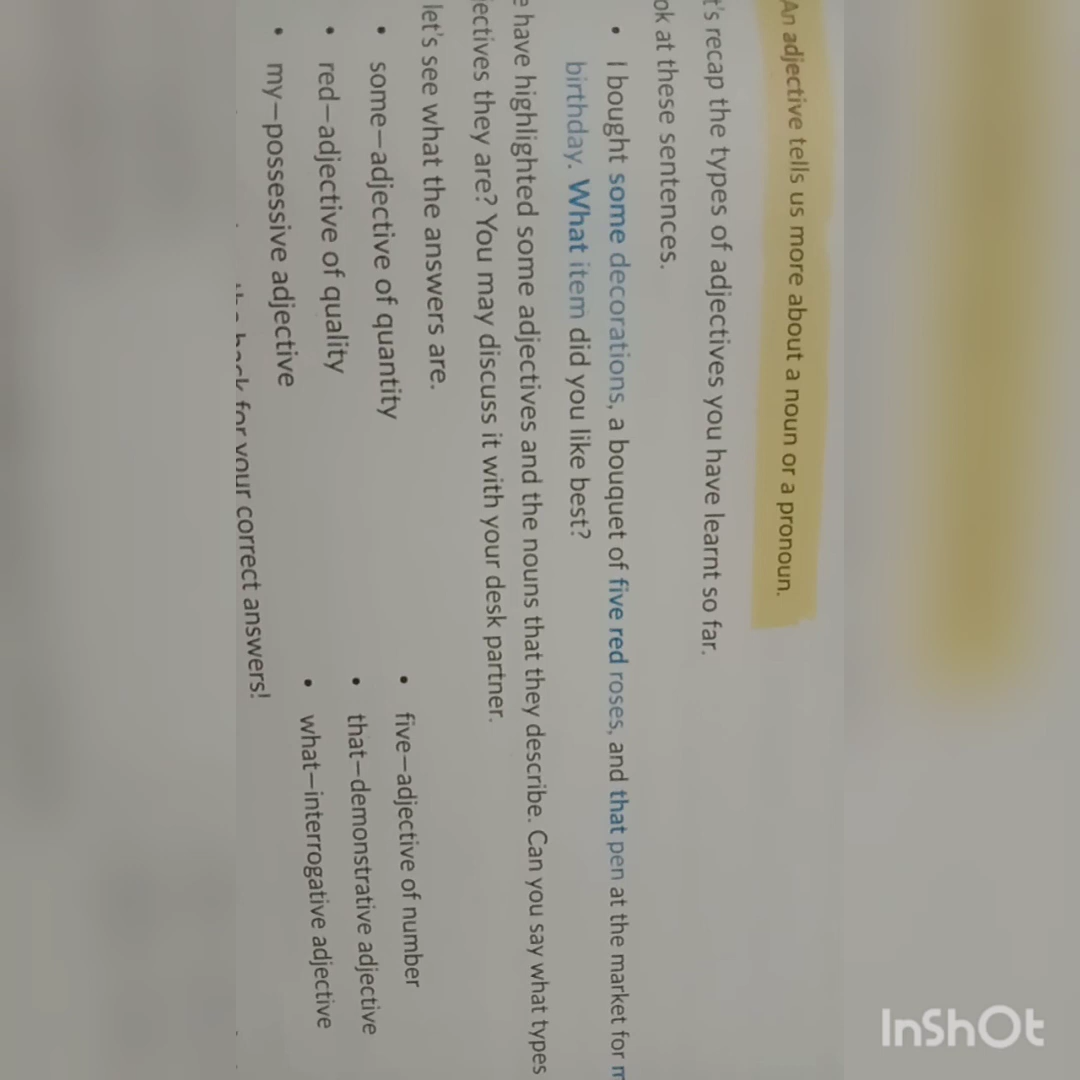 An adjective tells us more about a noun or a pronoun.
t's recap the types of adjectives you have learnt so far.
ok at these sentences.
• I bought some decorations, a bouquet of five red roses, and that pen at the market for m
birthday. What item did you like best?
e have highlighted some adjectives and the nouns that they describe. Can you say what types
jectives they are? You may discuss it with your desk partner.
let's see what the answers are.
• some—adjective of quantity
• red—adjective of quality
• my—possessive adjective
• five—adjective of number
• that—demonstrative adjective
• what—interrogative adjective
for your correct answers!
InShOt